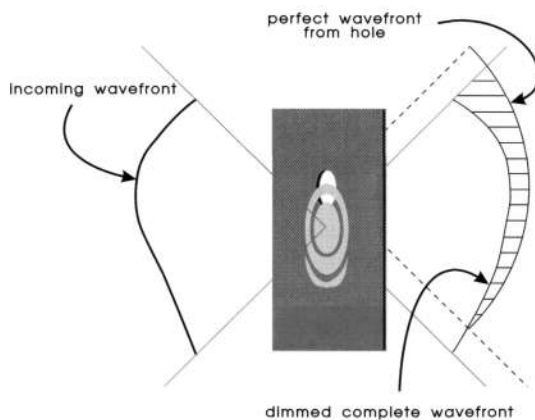 perfect wavefront
from hole
incoming wavefront
dimmed complete wavefront